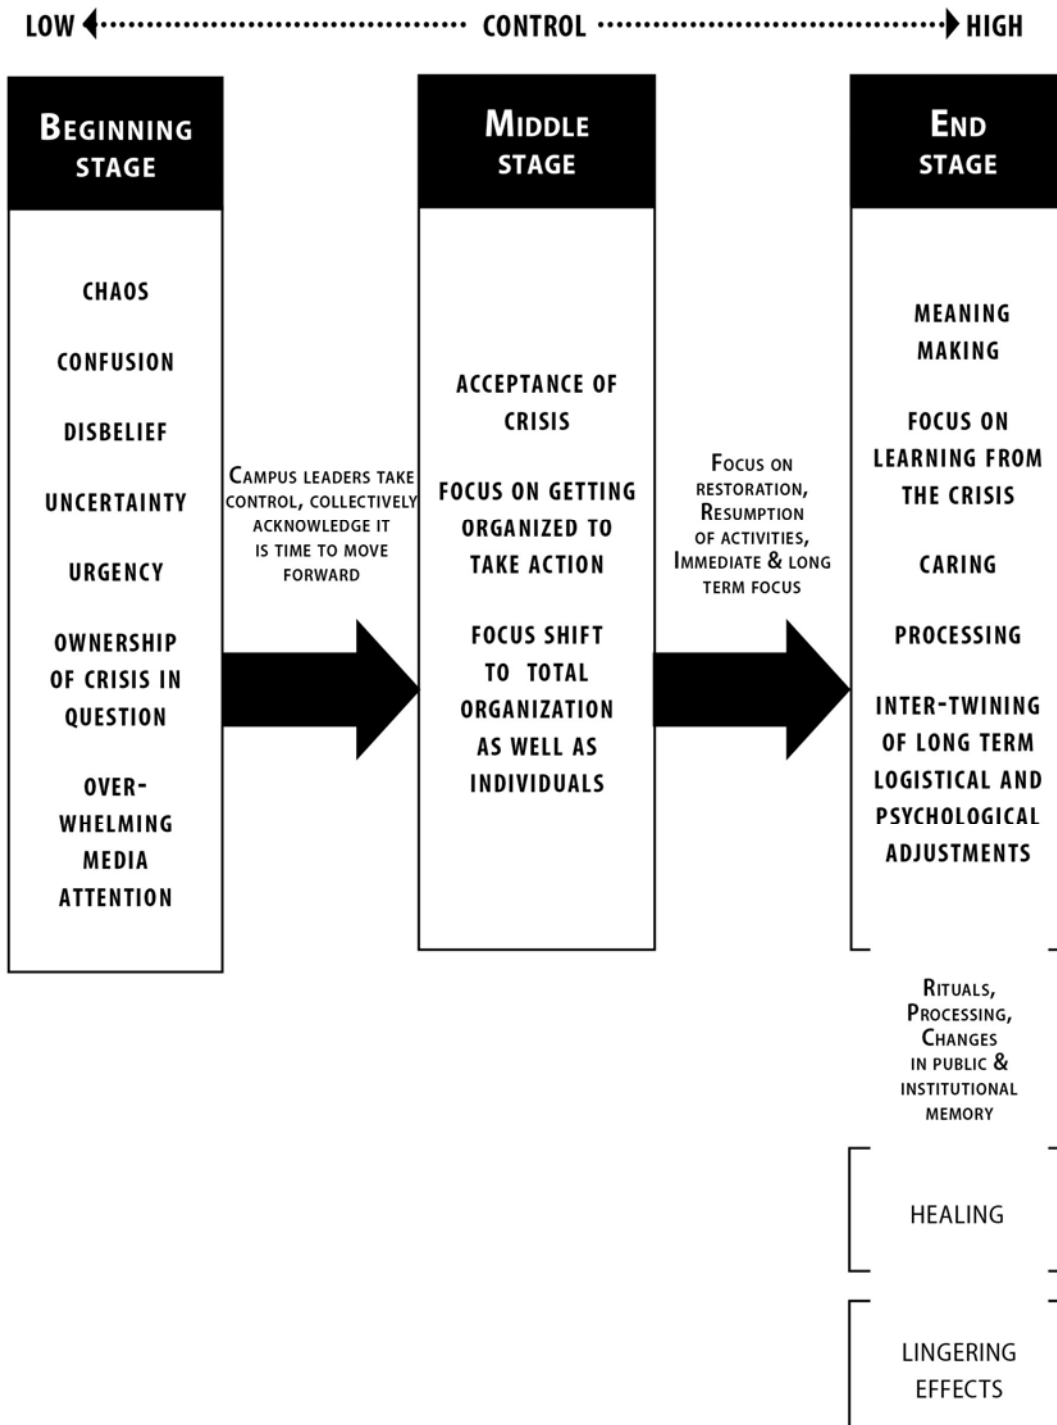 LOW CONTROL HIGH
BEGINNING
STAGE
CHAOS
CONFUSION
DISBELIEF
UNCERTAINTY
URGENCY
OWNERSHIP
OF CRISIS IN
QUESTION
OVER-
WHELMING
MEDIA
ATTENTION
CAMPUS LEADERS TAKE
CONTROL, COLLECTIVELY
ACKNOWLEDGE IT
IS TIME TO MOVE
FORWARD
MIDDLE
STAGE
ACCEPTANCE OF
CRISIS
FOCUS ON GETTING
ORGANIZED TO
TAKE ACTION
FOCUS SHIFT
TO TOTAL
ORGANIZATION
AS WELL AS
INDIVIDUALS
FOCUS ON
RESTORATION,
RESUMPTION
OF ACTIVITIES,
IMMEDIATE & LONG
TERM FOCUS
END
STAGE
MEANING
MAKING
FOCUS ON
LEARNING FROM
THE CRISIS
CARING
PROCESSING
INTER-TWINING
OF LONG TERM
LOGISTICAL AND
PSYCHOLOGICAL
ADJUSTMENTS
RITUALS,
PROCESSING,
CHANGES
IN PUBLIC &
INSTITUTIONAL
MEMORY
HEALING
LINGERING
EFFECTS